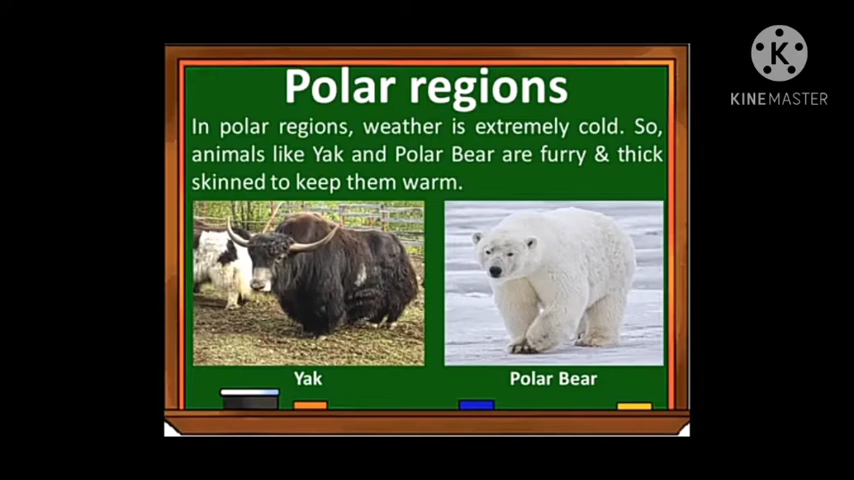 K
KINEMASTER
Polar regions
In polar regions, weather is extremely cold. So,
animals like Yak and Polar Bear are furry & thick
skinned to keep them warm.
Yak
Polar Bear